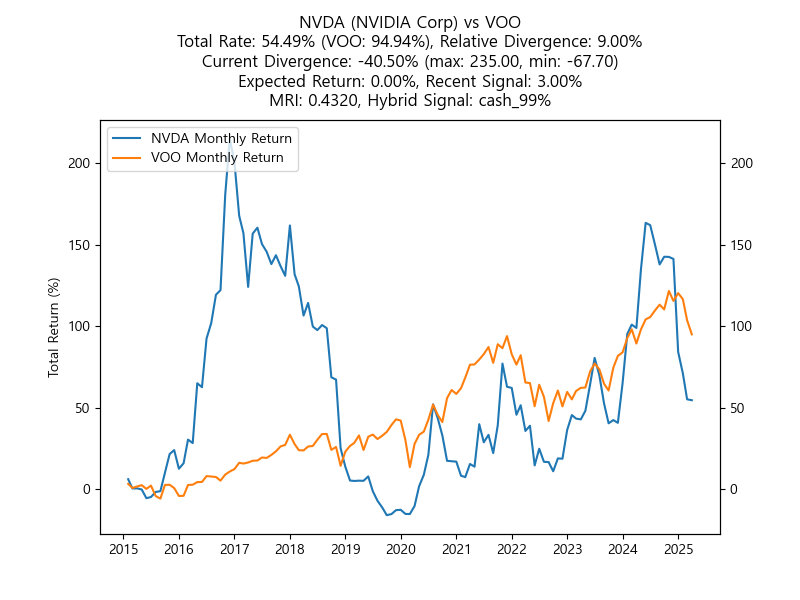 NVDA (NVIDIA Corp) vs VOO
Total Rate: 54.49% (VOO: 94.94%), Relative Divergence: 9.00%
Current Divergence: -40.50% (max: 235.00, min: -67.70)
Expected Return: 0.00%, Recent Signal: 3.00%
MRI: 0.4320, Hybrid Signal: cash_99%
NVDA Monthly Return
VOO Monthly Return
Total Return (%)
200
150
100
50
0
200
150
100
50
0
2015 2016 2017 2018 2019 2020 2021 2022 2023 2024 2025